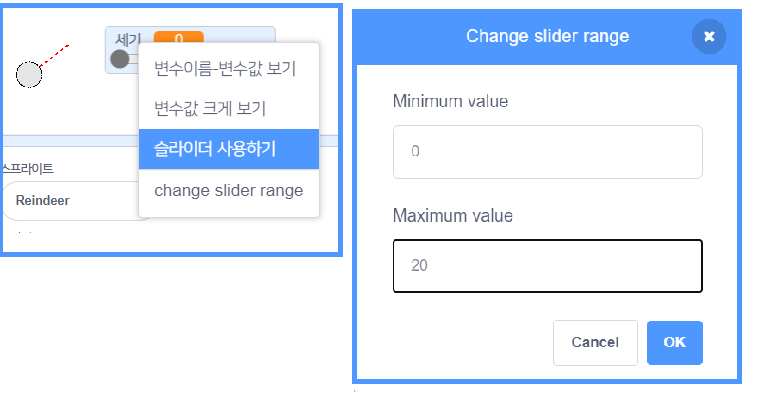 세기 0
변수이름-변수값 보기
변수값 크게 보기
슬라이더 사용하기
change slider range
스프라이트
Reindeer
Change slider range
Minimum value
0
Maximum value
20
Cancel OK